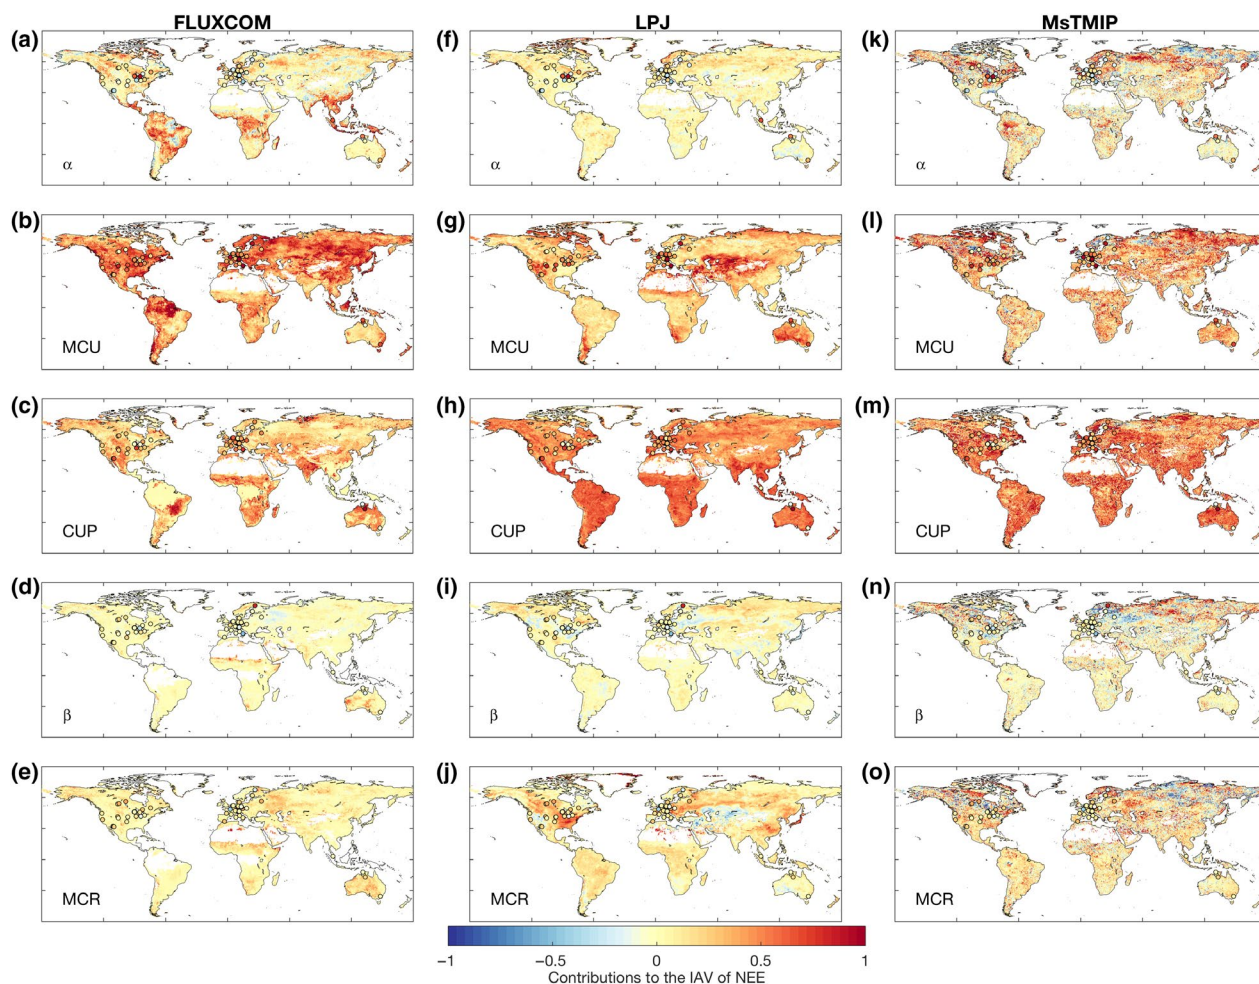 FLUXCOM LPJ MsTMIP
(a) α (f) α (k) α
(b) MCU (g) MCU (l) MCU
(c) CUP (h) CUP (m) CUP
(d) β (i) β (n) β
(e) MCR (j) MCR (o) MCR
−1 −0.5 0 0.5 1
Contributions to the IAV of NEE